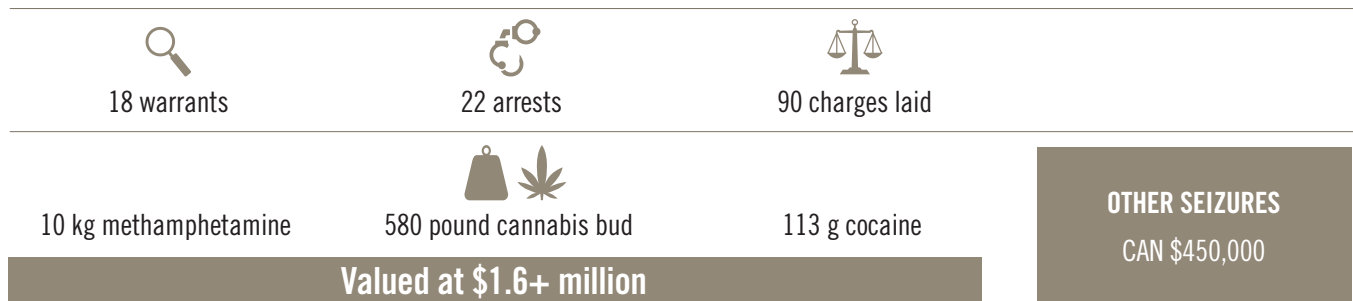 18 warrants
22 arrests
90 charges laid
10 kg methamphetamine
580 pound cannabis bud
113 g cocaine
Valued at $1.6+ million
OTHER SEIZURES
CAN $450,000